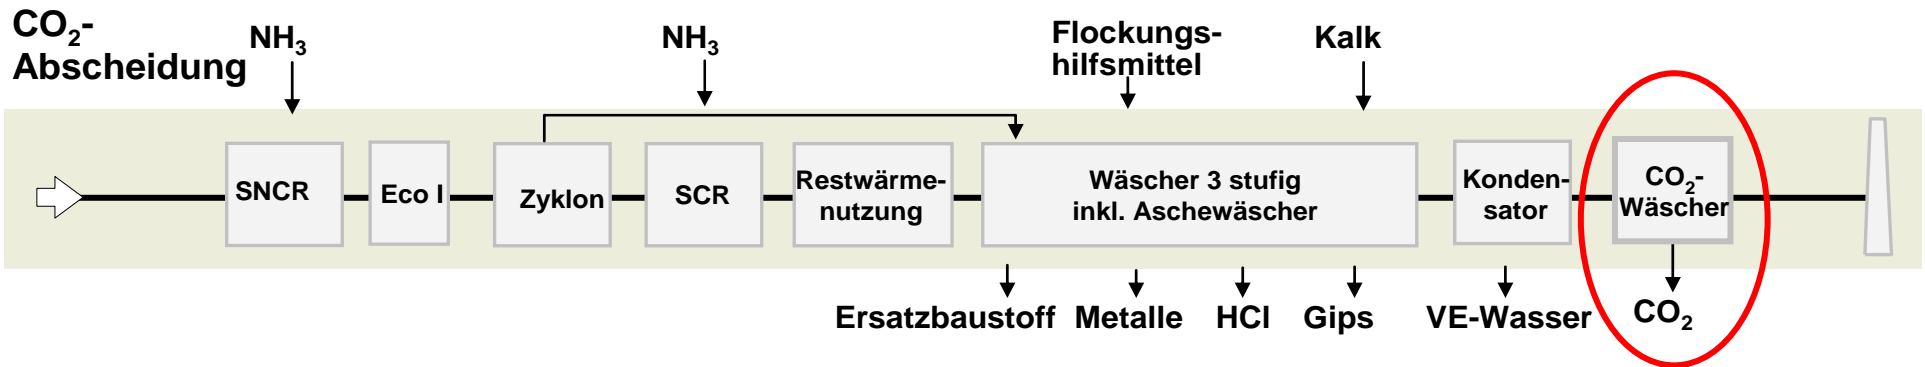 CO₂-
Abscheidung
NH₃
NH₃
Flockungs-
hilfsmittel
Kalk
SNCR
Eco I
Zyklon
SCR
Restwärme-
nutzung
Wäscher 3 stufig
inkl. Aschewäscher
Konden-
sator
CO₂-
Wäscher
Ersatzbaustoff
Metalle
HCl
Gips
VE-Wasser
CO₂